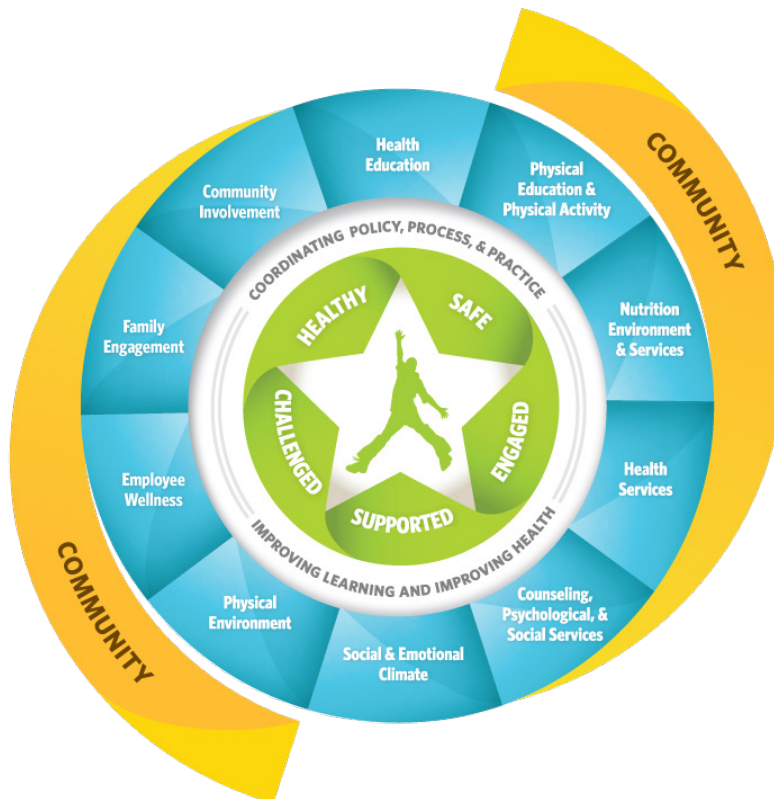 COMMUNITY
Health
Education
Physical
Education &
Physical Activity
Nutrition
Environment
& Services
Health
Services
Counseling,
Psychological, &
Social Services
Social & Emotional
Climate
Physical
Environment
Employee
Wellness
Family
Engagement
Community
Involvement
COORDINATING POLICY, PROCESS, & PRACTICE
IMPROVING LEARNING AND IMPROVING HEALTH
HEALTHY
SAFE
ENGAGED
SUPPORTED
CHALLENGED
COMMUNITY